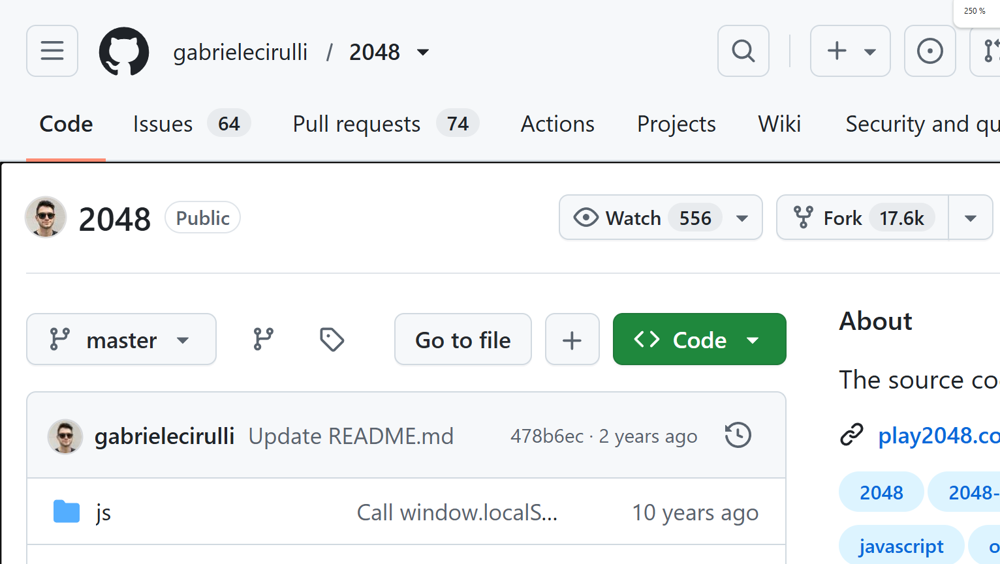 250 %
gabrielecirulli / 2048
Code Issues 64 Pull requests 74 Actions Projects Wiki Security and qu
2048 Public Watch 556 Fork 17.6k
master Go to file Code
About
The source co
gabrielecirulli Update README.md 478b6ec · 2 years ago
play2048.co
js Call window.localS... 10 years ago
2048 2048-
javascript o